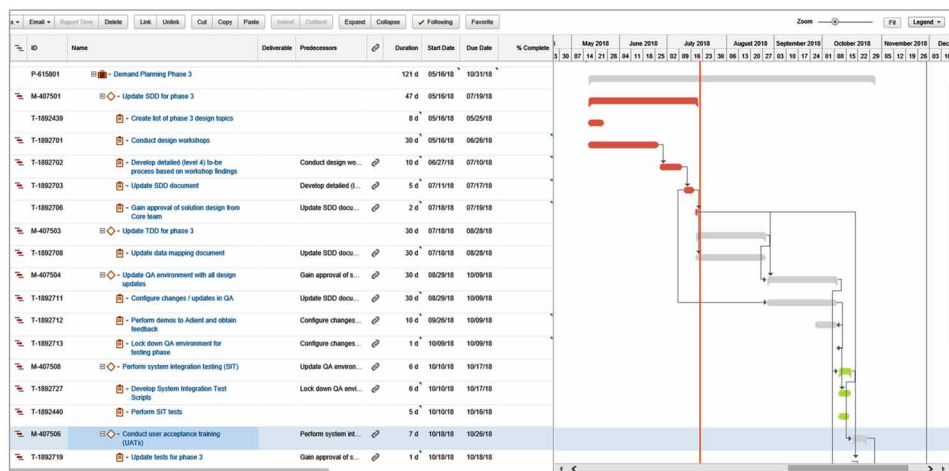 s Email Report Time Delete Link Unlink Cut Copy Paste Indent Outdent Expand Collapse Following Favorite Zoom Fit Legend
ID Name Deliverable Predecessors Duration Start Date Due Date % Complete
May 2018 June 2018 July 2018 August 2018 September 2018 October 2018 November 2018 Dec
30 07 14 21 28 04 11 18 25 02 09 16 23 30 06 13 20 27 03 10 17 24 01 08 15 22 29 05 12 19 26 03 10
P-615801 Demand Planning Phase 3 121 d 05/16/18 10/31/18
M-407501 Update SDD for phase 3 47 d 05/16/18 07/19/18
T-1892439 Create list of phase 3 design topics 8 d 05/16/18 05/25/18
T-1892701 Conduct design workshops 30 d 05/16/18 06/26/18
T-1892702 Develop detailed (level 4) to-be Conduct design wo... 10 d 06/27/18 07/10/18
process based on workshop findings
T-1892703 Update SDD document Develop detailed (l... 5 d 07/11/18 07/17/18
T-1892706 Gain approval of solution design from Update SDD docu... 2 d 07/18/18 07/19/18
Core team
M-407503 Update TDD for phase 3 30 d 07/18/18 08/28/18
T-1892708 Update data mapping document Update SDD docu... 30 d 07/18/18 08/28/18
M-407504 Update QA environment with all design Gain approval of s... 30 d 08/29/18 10/09/18
updates
T-1892711 Configure changes / updates in QA Update SDD docu... 30 d 08/29/18 10/09/18
T-1892712 Perform demos to Adient and obtain Configure changes... 10 d 09/26/18 10/09/18
feedback
T-1892713 Lock down QA environment for Configure changes... 1 d 10/09/18 10/09/18
testing phase
M-407508 Perform system integration testing (SIT) Update QA environ... 6 d 10/10/18 10/17/18
T-1892727 Develop System Integration Test Lock down QA envi... 6 d 10/10/18 10/17/18
Scripts
T-1892440 Perform SIT tests 5 d 10/10/18 10/16/18
M-407506 Conduct user acceptance training Perform system int... 7 d 10/18/18 10/26/18
(UATs)
T-1892719 Update tests for phase 3 Gain approval of s... 1 d 10/18/18 10/18/18